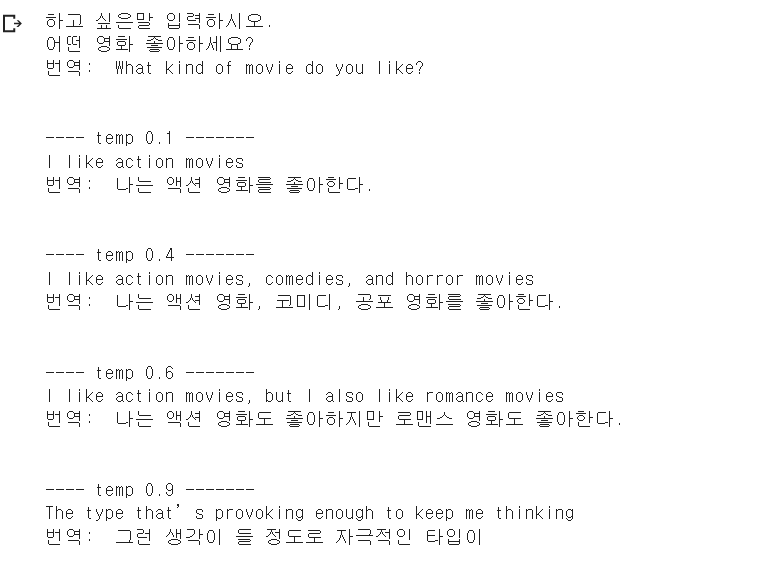 하고 싶은말 입력하시오.
어떤 영화 좋아하세요?
번역: What kind of movie do you like?
---- temp 0.1 -------
I like action movies
번역: 나는 액션 영화를 좋아한다.
---- temp 0.4 -------
I like action movies, comedies, and horror movies
번역: 나는 액션 영화, 코미디, 공포 영화를 좋아한다.
---- temp 0.6 -------
I like action movies, but I also like romance movies
번역: 나는 액션 영화도 좋아하지만 로맨스 영화도 좋아한다.
---- temp 0.9 -------
The type that’s provoking enough to keep me thinking
번역: 그런 생각이 들 정도로 자극적인 타입이